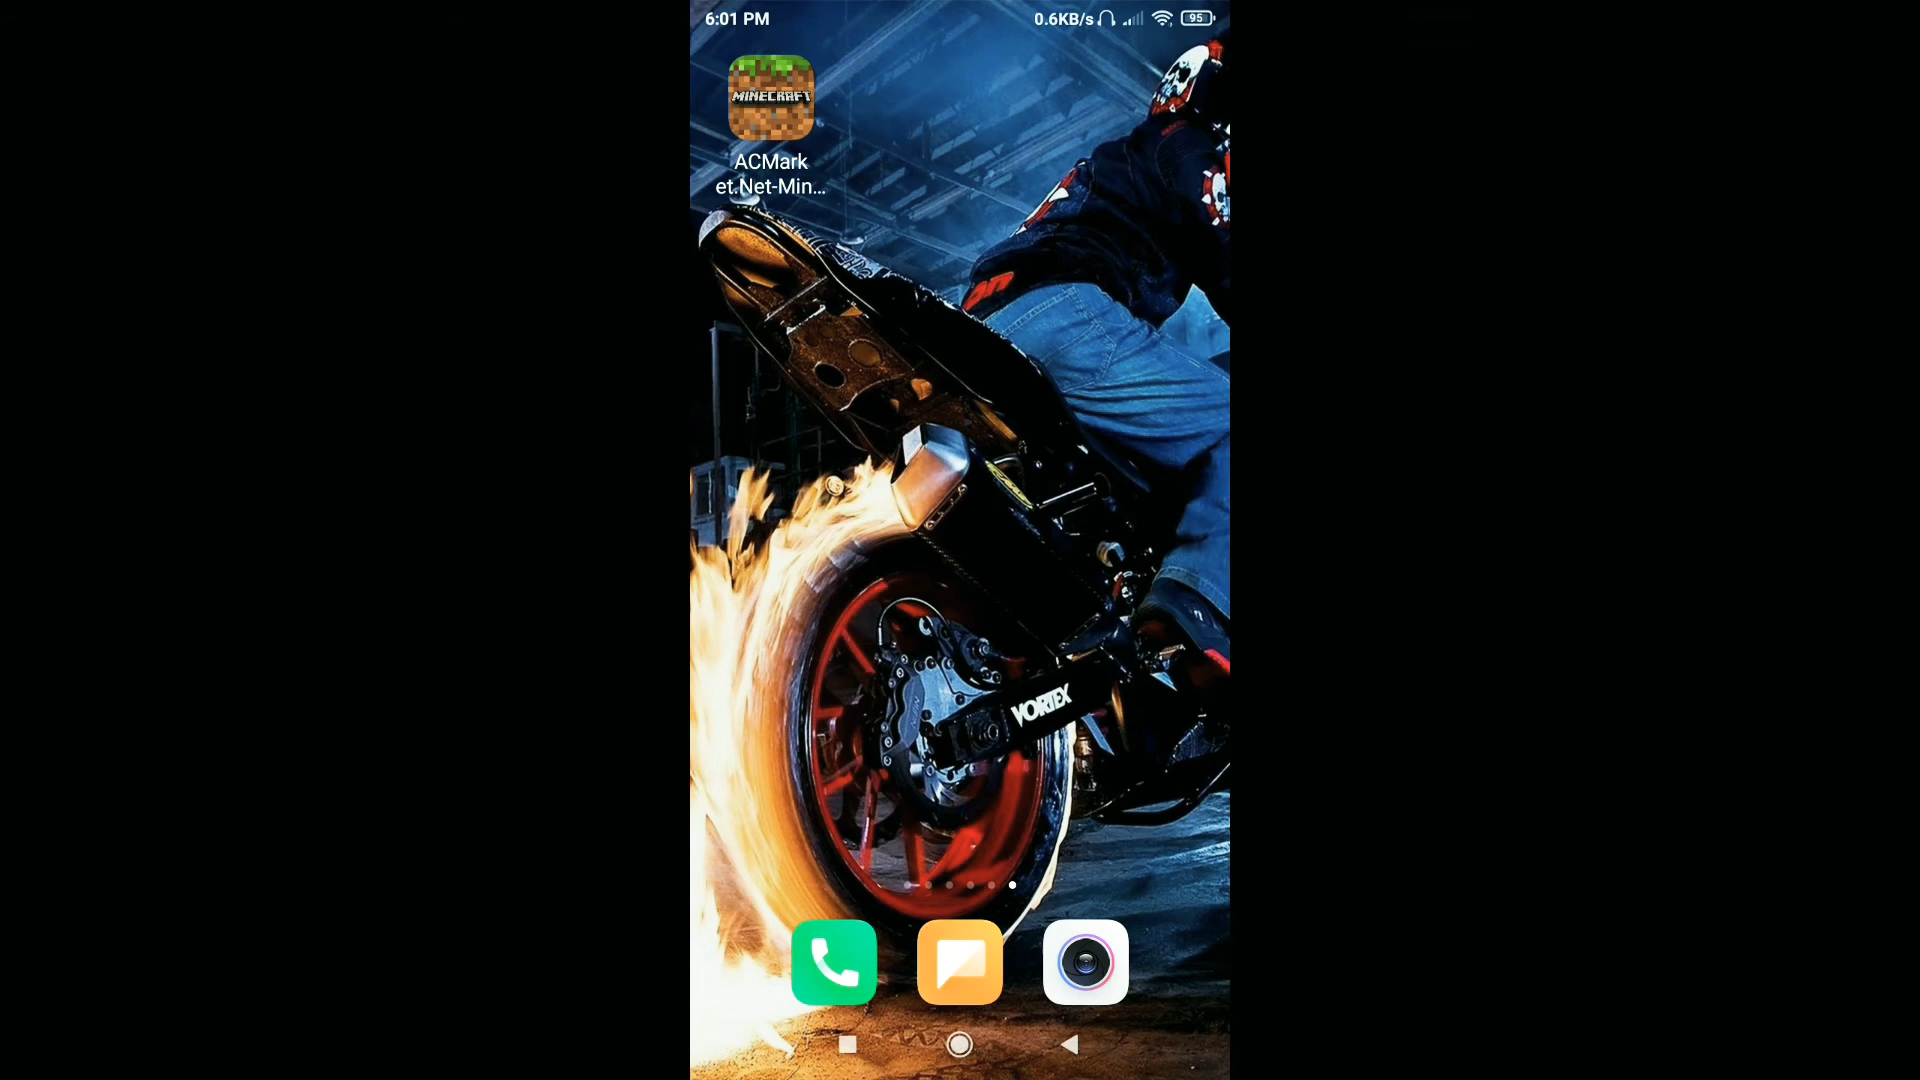 6:01 PM
0.6KB/s
95
MINECRAFT
ACMark
et.Net-Min...
VORTEX